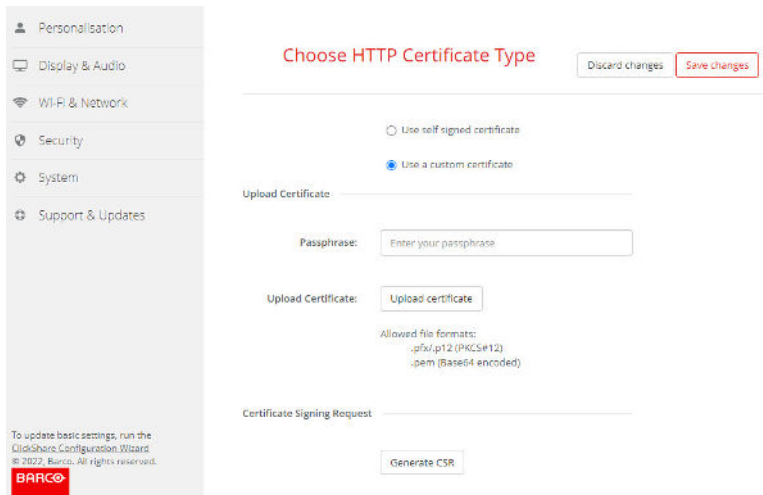 Personalisation
Display & Audio
Wi-Fi & Network
Security
System
Support & Updates
To update basic settings, run the
ClickShare Configuration Wizard
© 2022, Barco. All rights reserved.
BARCO
Choose HTTP Certificate Type
Discard changes
Save changes
Use self signed certificate
Use a custom certificate
Upload Certificate
Passphrase:
Enter your passphrase
Upload Certificate:
Upload certificate
Allowed file formats:
.pfx/.p12 (PKCS#12)
.pem (Base64 encoded)
Certificate Signing Request
Generate CSR